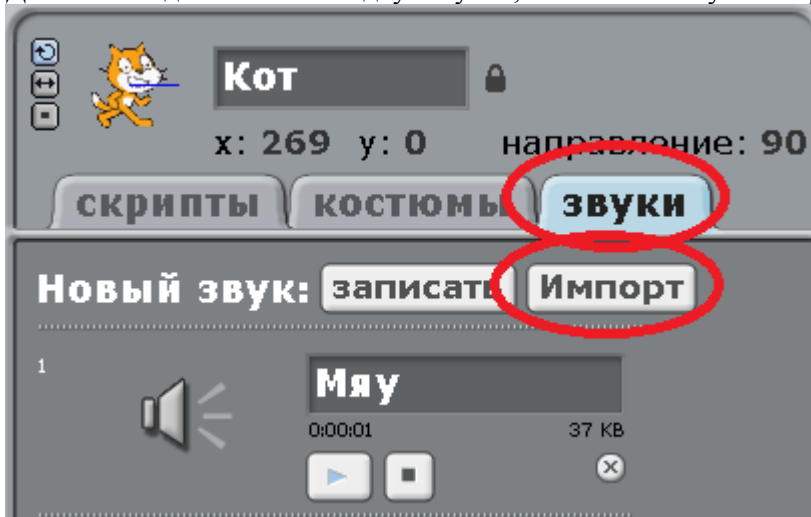 Кот
x: 269 y: 0 направление: 90
скрипты костюмы звуки
Новый звук: записать Импорт
1
Мяу
0:00:01 37 KB